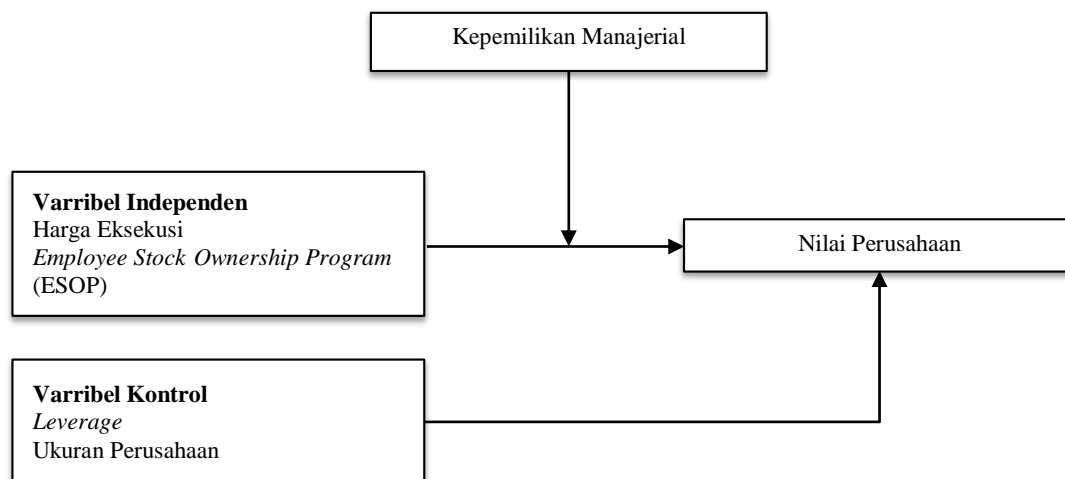 Kepemilikan Manajerial
Varribel Independen
Harga Eksekusi
Employee Stock Ownership Program
(ESOP)
Nilai Perusahaan
Varribel Kontrol
Leverage
Ukuran Perusahaan